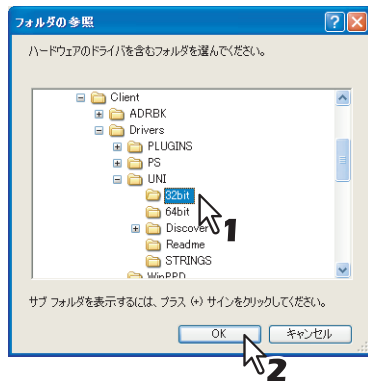 フォルダの参照
ハードウェアのドライバを含むフォルダを選んでください。
Client
ADRBK
Drivers
PLUGINS
PS
UNI
32bit
1
64bit
Discover
Readme
STRINGS
WinPPD
サブ フォルダを表示するには、プラス (+) サインをクリックしてください。
OK
キャンセル
2